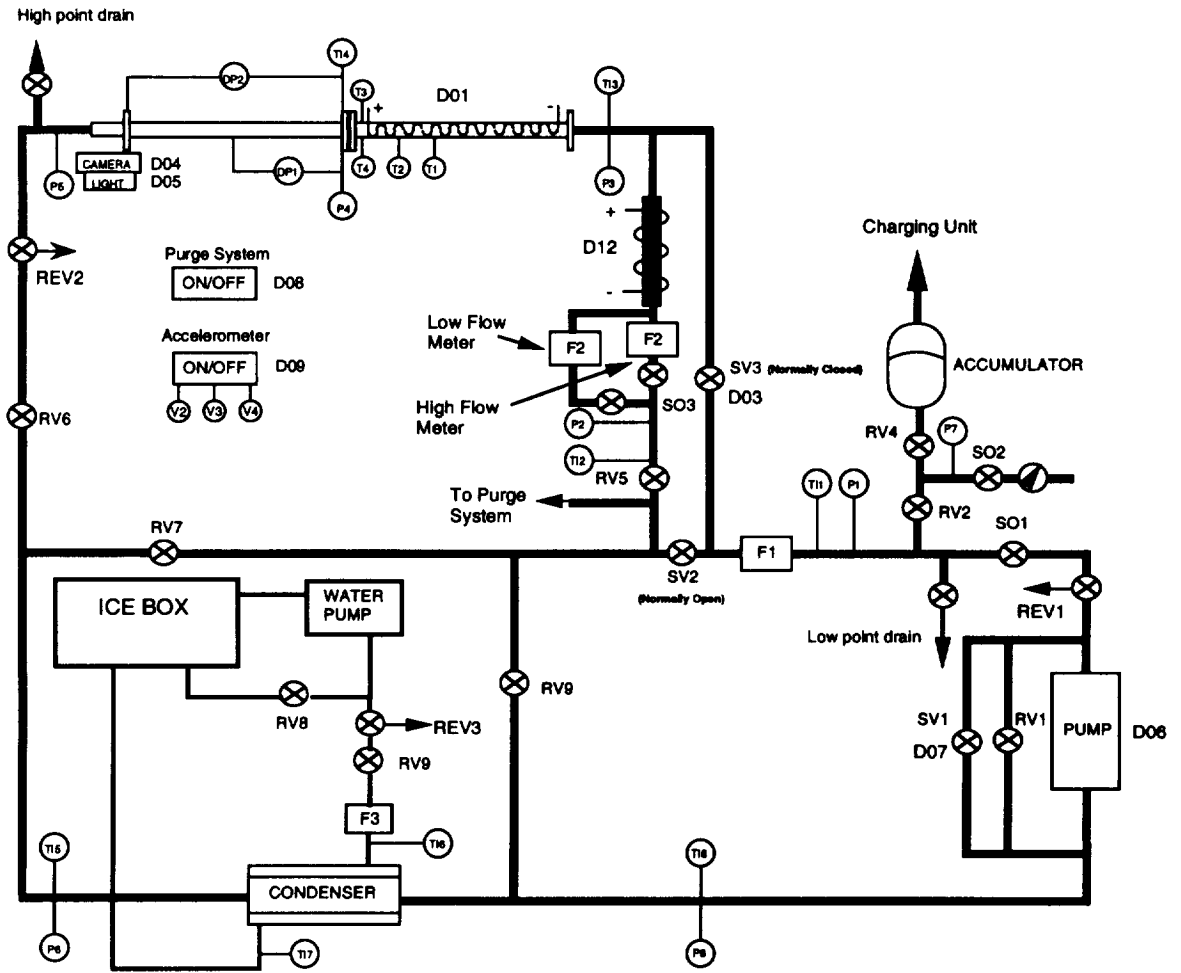 High point drain
TI4
DP2
T3
+
D01
-
TI3
CAMERA
D04
LIGHT
D05
P5
DP1
T4
T2
T1
P4
P3
+
D12
-
REV2
Purge System
ON/OFF
D08
Accelerometer
ON/OFF
D09
V2
V3
V4
Low Flow
Meter
F2
F2
High Flow
Meter
SO3
P2
TI2
RV5
To Purge
System
SV3 (Normally Closed)
D03
Charging Unit
ACCUMULATOR
RV4
P7
SO2
RV2
RV6
RV7
SV2
(Normally Open)
F1
TI1
P1
SO1
REV1
Low point drain
ICE BOX
WATER
PUMP
RV8
REV3
RV9
RV9
F3
TI6
SV1
D07
RV1
PUMP
D06
TI5
P6
CONDENSER
TI7
TI8
P8